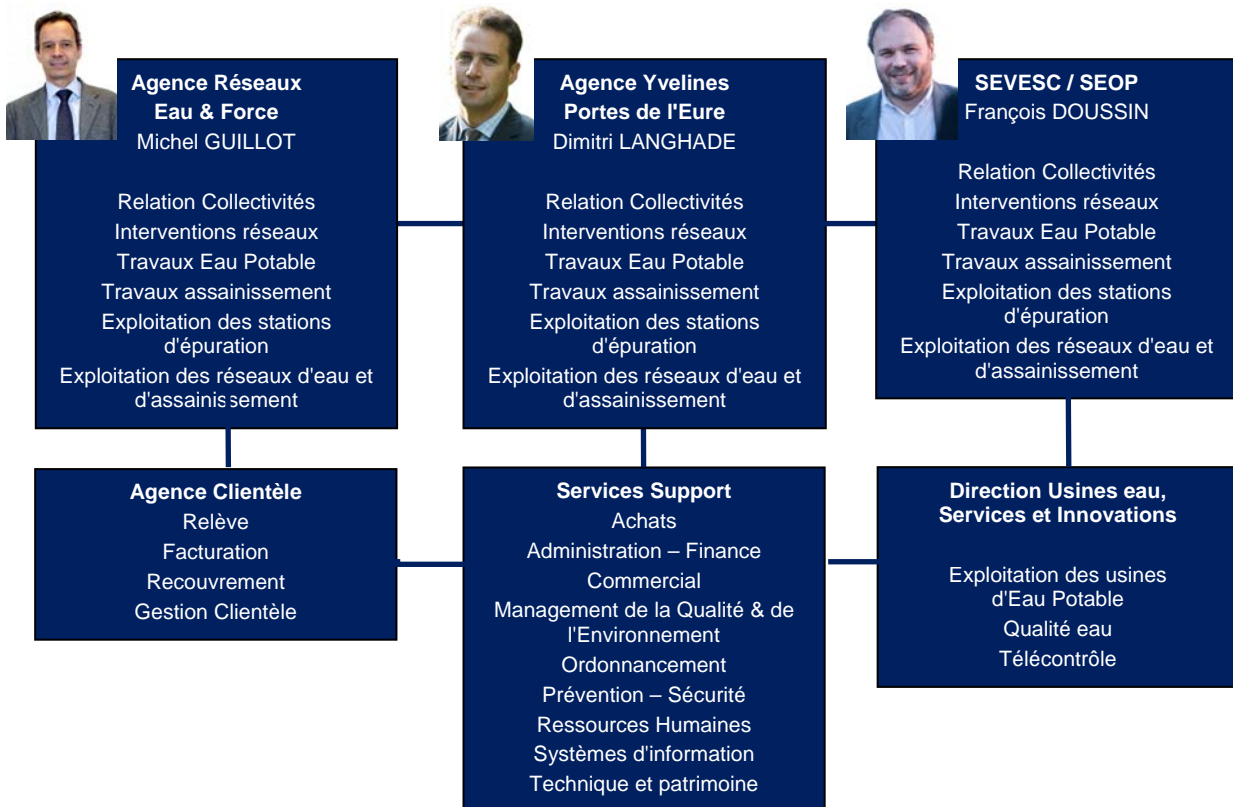 Agence Réseaux
Eau & Force
Michel GUILLOT
Relation Collectivités
Interventions réseaux
Travaux Eau Potable
Travaux assainissement
Exploitation des stations
d'épuration
Exploitation des réseaux d'eau et
d'assainissement
Agence Yvelines
Portes de l'Eure
Dimitri LANGHADE
Relation Collectivités
Interventions réseaux
Travaux Eau Potable
Travaux assainissement
Exploitation des stations
d'épuration
Exploitation des réseaux d'eau et
d'assainissement
SEVESC / SEOP
François DOUSSIN
Relation Collectivités
Interventions réseaux
Travaux Eau Potable
Travaux assainissement
Exploitation des stations
d'épuration
Exploitation des réseaux d'eau et
d'assainissement
Agence Clientèle
Relève
Facturation
Recouvrement
Gestion Clientèle
Services Support
Achats
Administration – Finance
Commercial
Management de la Qualité & de
l'Environnement
Ordonnancement
Prévention – Sécurité
Ressources Humaines
Systèmes d'information
Technique et patrimoine
Direction Usines eau,
Services et Innovations
Exploitation des usines
d'Eau Potable
Qualité eau
Télécontrôle